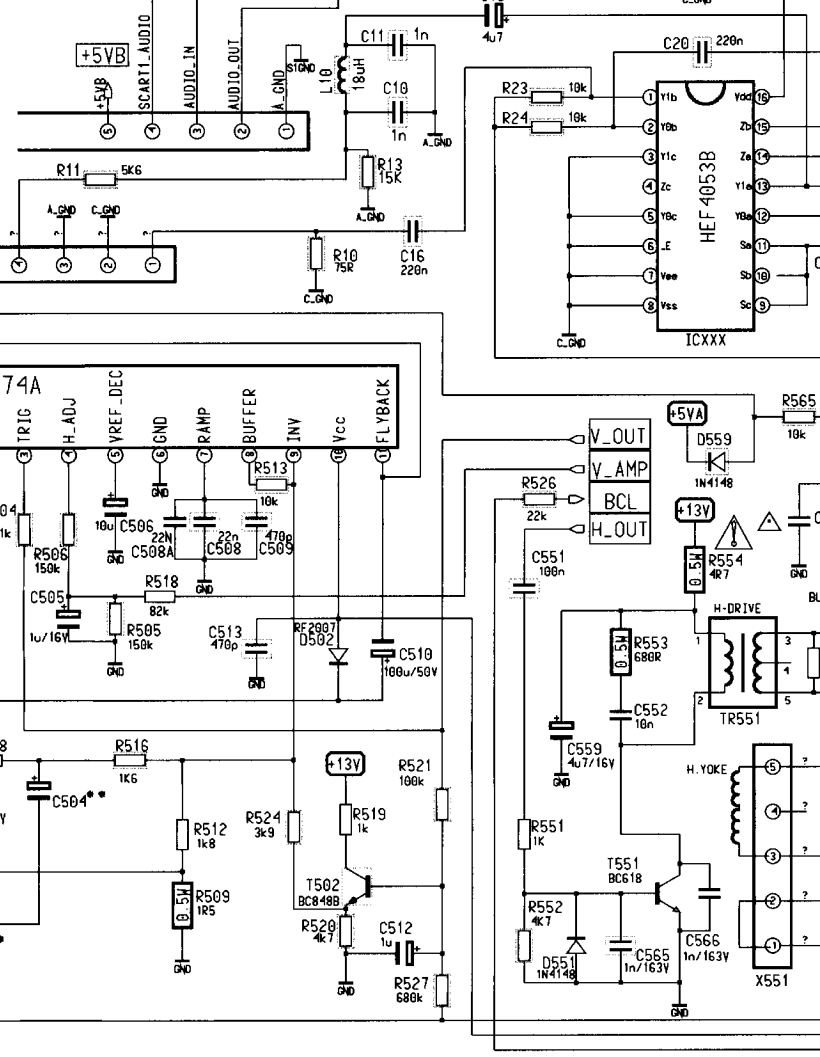 4u7
C_GND
+5VB
+5VB
SCART1_AUDIO
AUDIO_IN
AUDIO_OUT
A_GND
SIGND
L10
18uH
C11 1n
C10
1n
A_GND
5
4
3
2
1
R11 5K6
R13
15K
A_GND
A_GND
C_GND
?
?
?
?
4
3
2
1
R10
75R
C_GND
C16
220n
C20 220n
R23 10k
R24 10k
HEF4053B
1 Y1b
2 Y0b
3 Y1c
4 Zc
5 Y0c
6 _E
7 Vee
8 Vss
Vdd 16
Zb 15
Za 14
Y1a 13
Y0a 12
Sa 11
Sb 10
Sc 9
C_GND
ICXXX
74A
TRIG
H_ADJ
VREF_DEC
GND
RAMP
BUFFER
INV
Vcc
FLYBACK
3
4
5
6
7
8
9
10
11
GND
R513
10k
10u C506
GND
22N
C508A
22n
C508
470p
C509
GND
04
1k
R506
150k
C505
1u/16V
R505
150k
GND
R518
82k
C513
470p
GND
RF2007
D502
C510
100u/50V
V_OUT
V_AMP
BCL
H_OUT
R526
22k
C551
100n
+5VA
D559
1N4148
R565
10k
+13V
0.5W
R554
4R7
GND
BU
H-DRIVE
1
2
3
4
5
TR551
0.5W
R553
680R
C552
10n
C559
4u7/16V
GND
8
R516
1K6
C504**
V
R512
1k8
0.5W
R509
1R5
GND
R524
3k9
+13V
R519
1k
T502
BC848B
R520
4k7
GND
C512
1u
R521
100k
R527
680k
R551
1K
R552
4K7
D551
1N4148
C565
1n/163V
T551
BC618
C566
1n/163V
GND
H.YOKE
5
4
3
2
1
?
?
?
?
?
X551